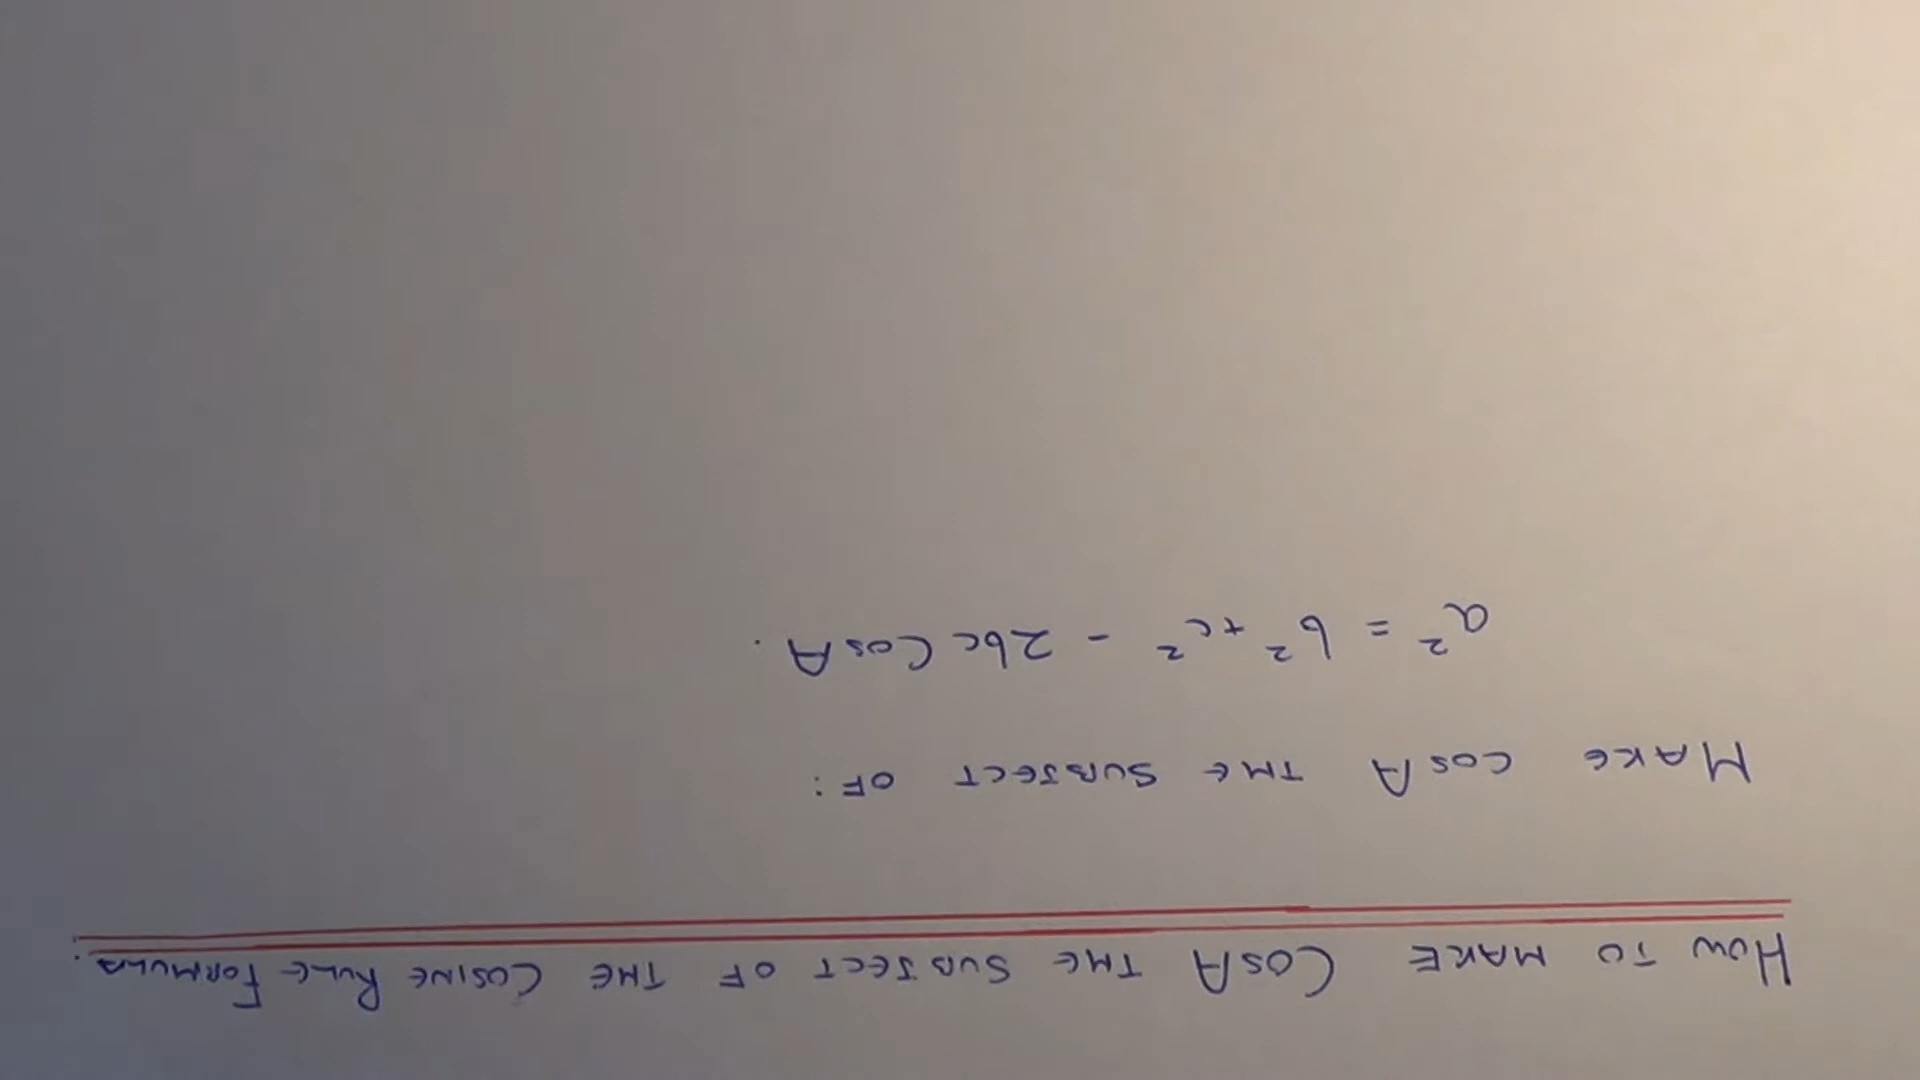 HOW TO MAKE COSA THE SUBJECT OF THE COSINE RULE FORMULA.
MAKE COSA THE SUBJECT OF:
a² = b² + c² - 2bc CosA.